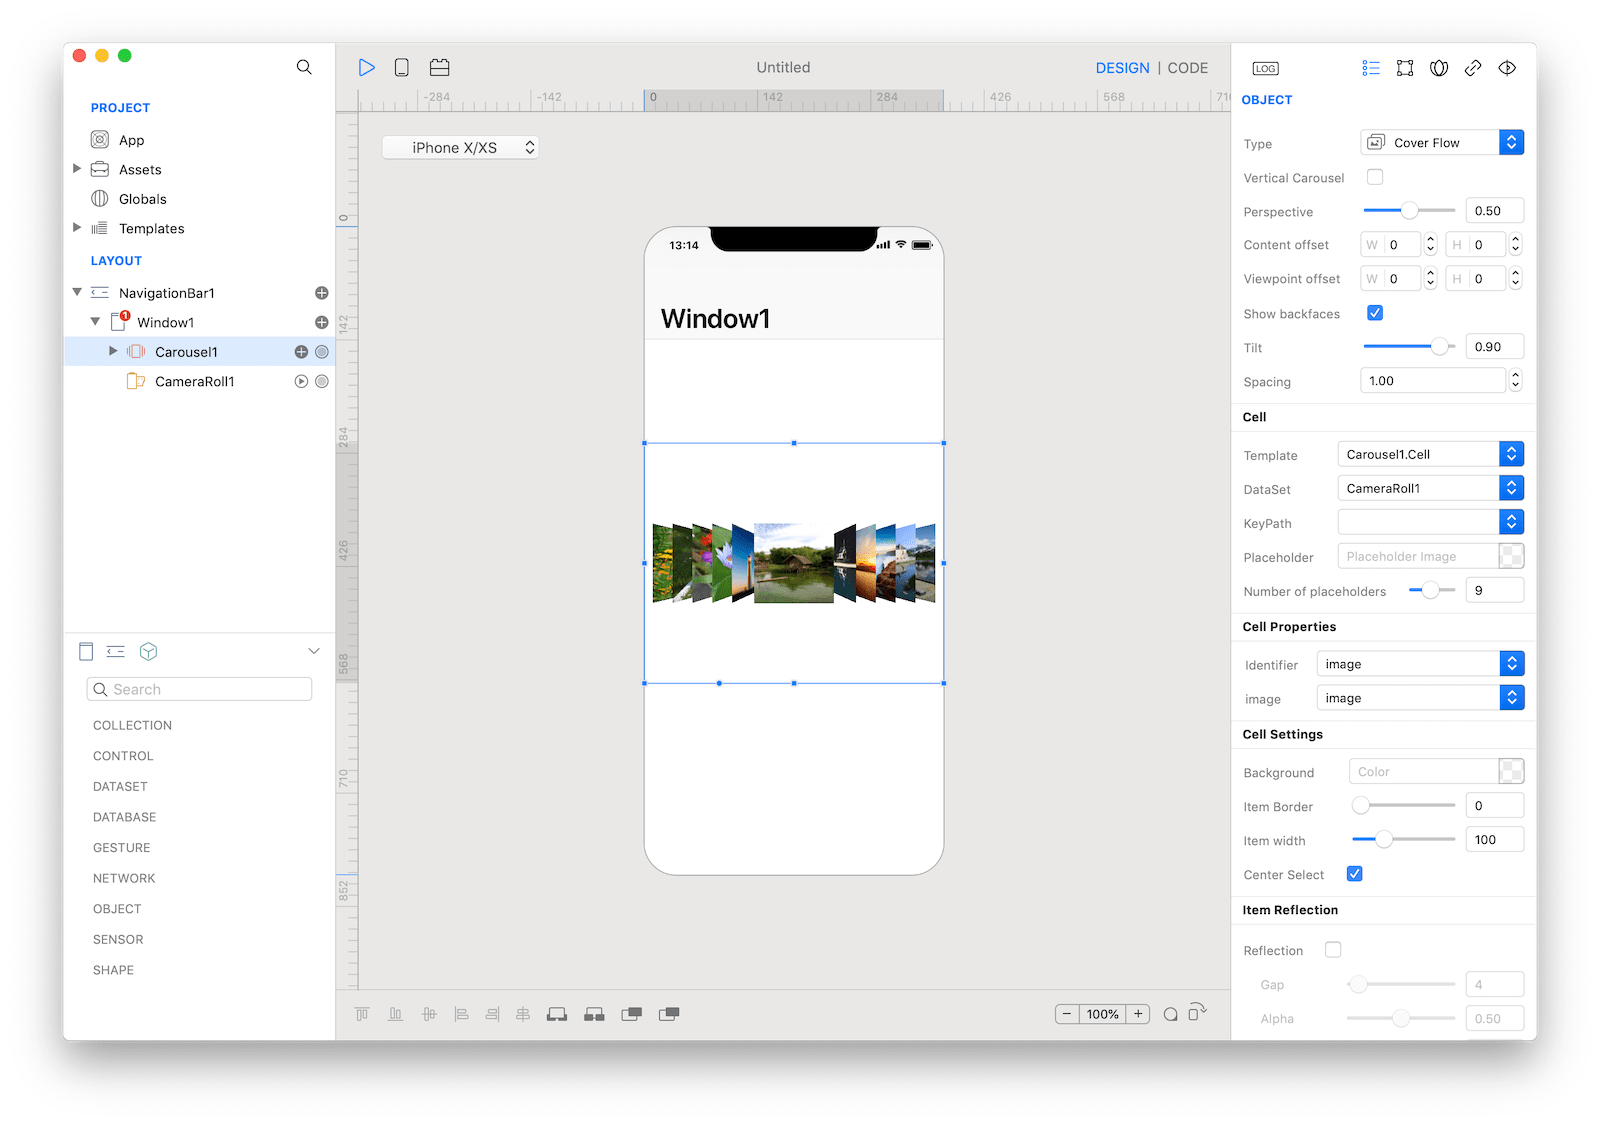 Untitled
DESIGN | CODE
LOG
PROJECT
App
Assets
Globals
Templates
LAYOUT
NavigationBar1
1
Window1
Carousel1
CameraRoll1
Search
COLLECTION
CONTROL
DATASET
DATABASE
GESTURE
NETWORK
OBJECT
SENSOR
SHAPE
-284 -142 0 142 284 426 568 710
0
142
284
426
568
710
852
iPhone X/XS
13:14
Window1
100%
OBJECT
Type Cover Flow
Vertical Carousel
Perspective 0.50
Content offset W 0 H 0
Viewpoint offset W 0 H 0
Show backfaces
Tilt 0.90
Spacing 1.00
Cell
Template Carousel1.Cell
DataSet CameraRoll1
KeyPath
Placeholder Placeholder Image
Number of placeholders 9
Cell Properties
Identifier image
image image
Cell Settings
Background Color
Item Border 0
Item width 100
Center Select
Item Reflection
Reflection
Gap 4
Alpha 0.50